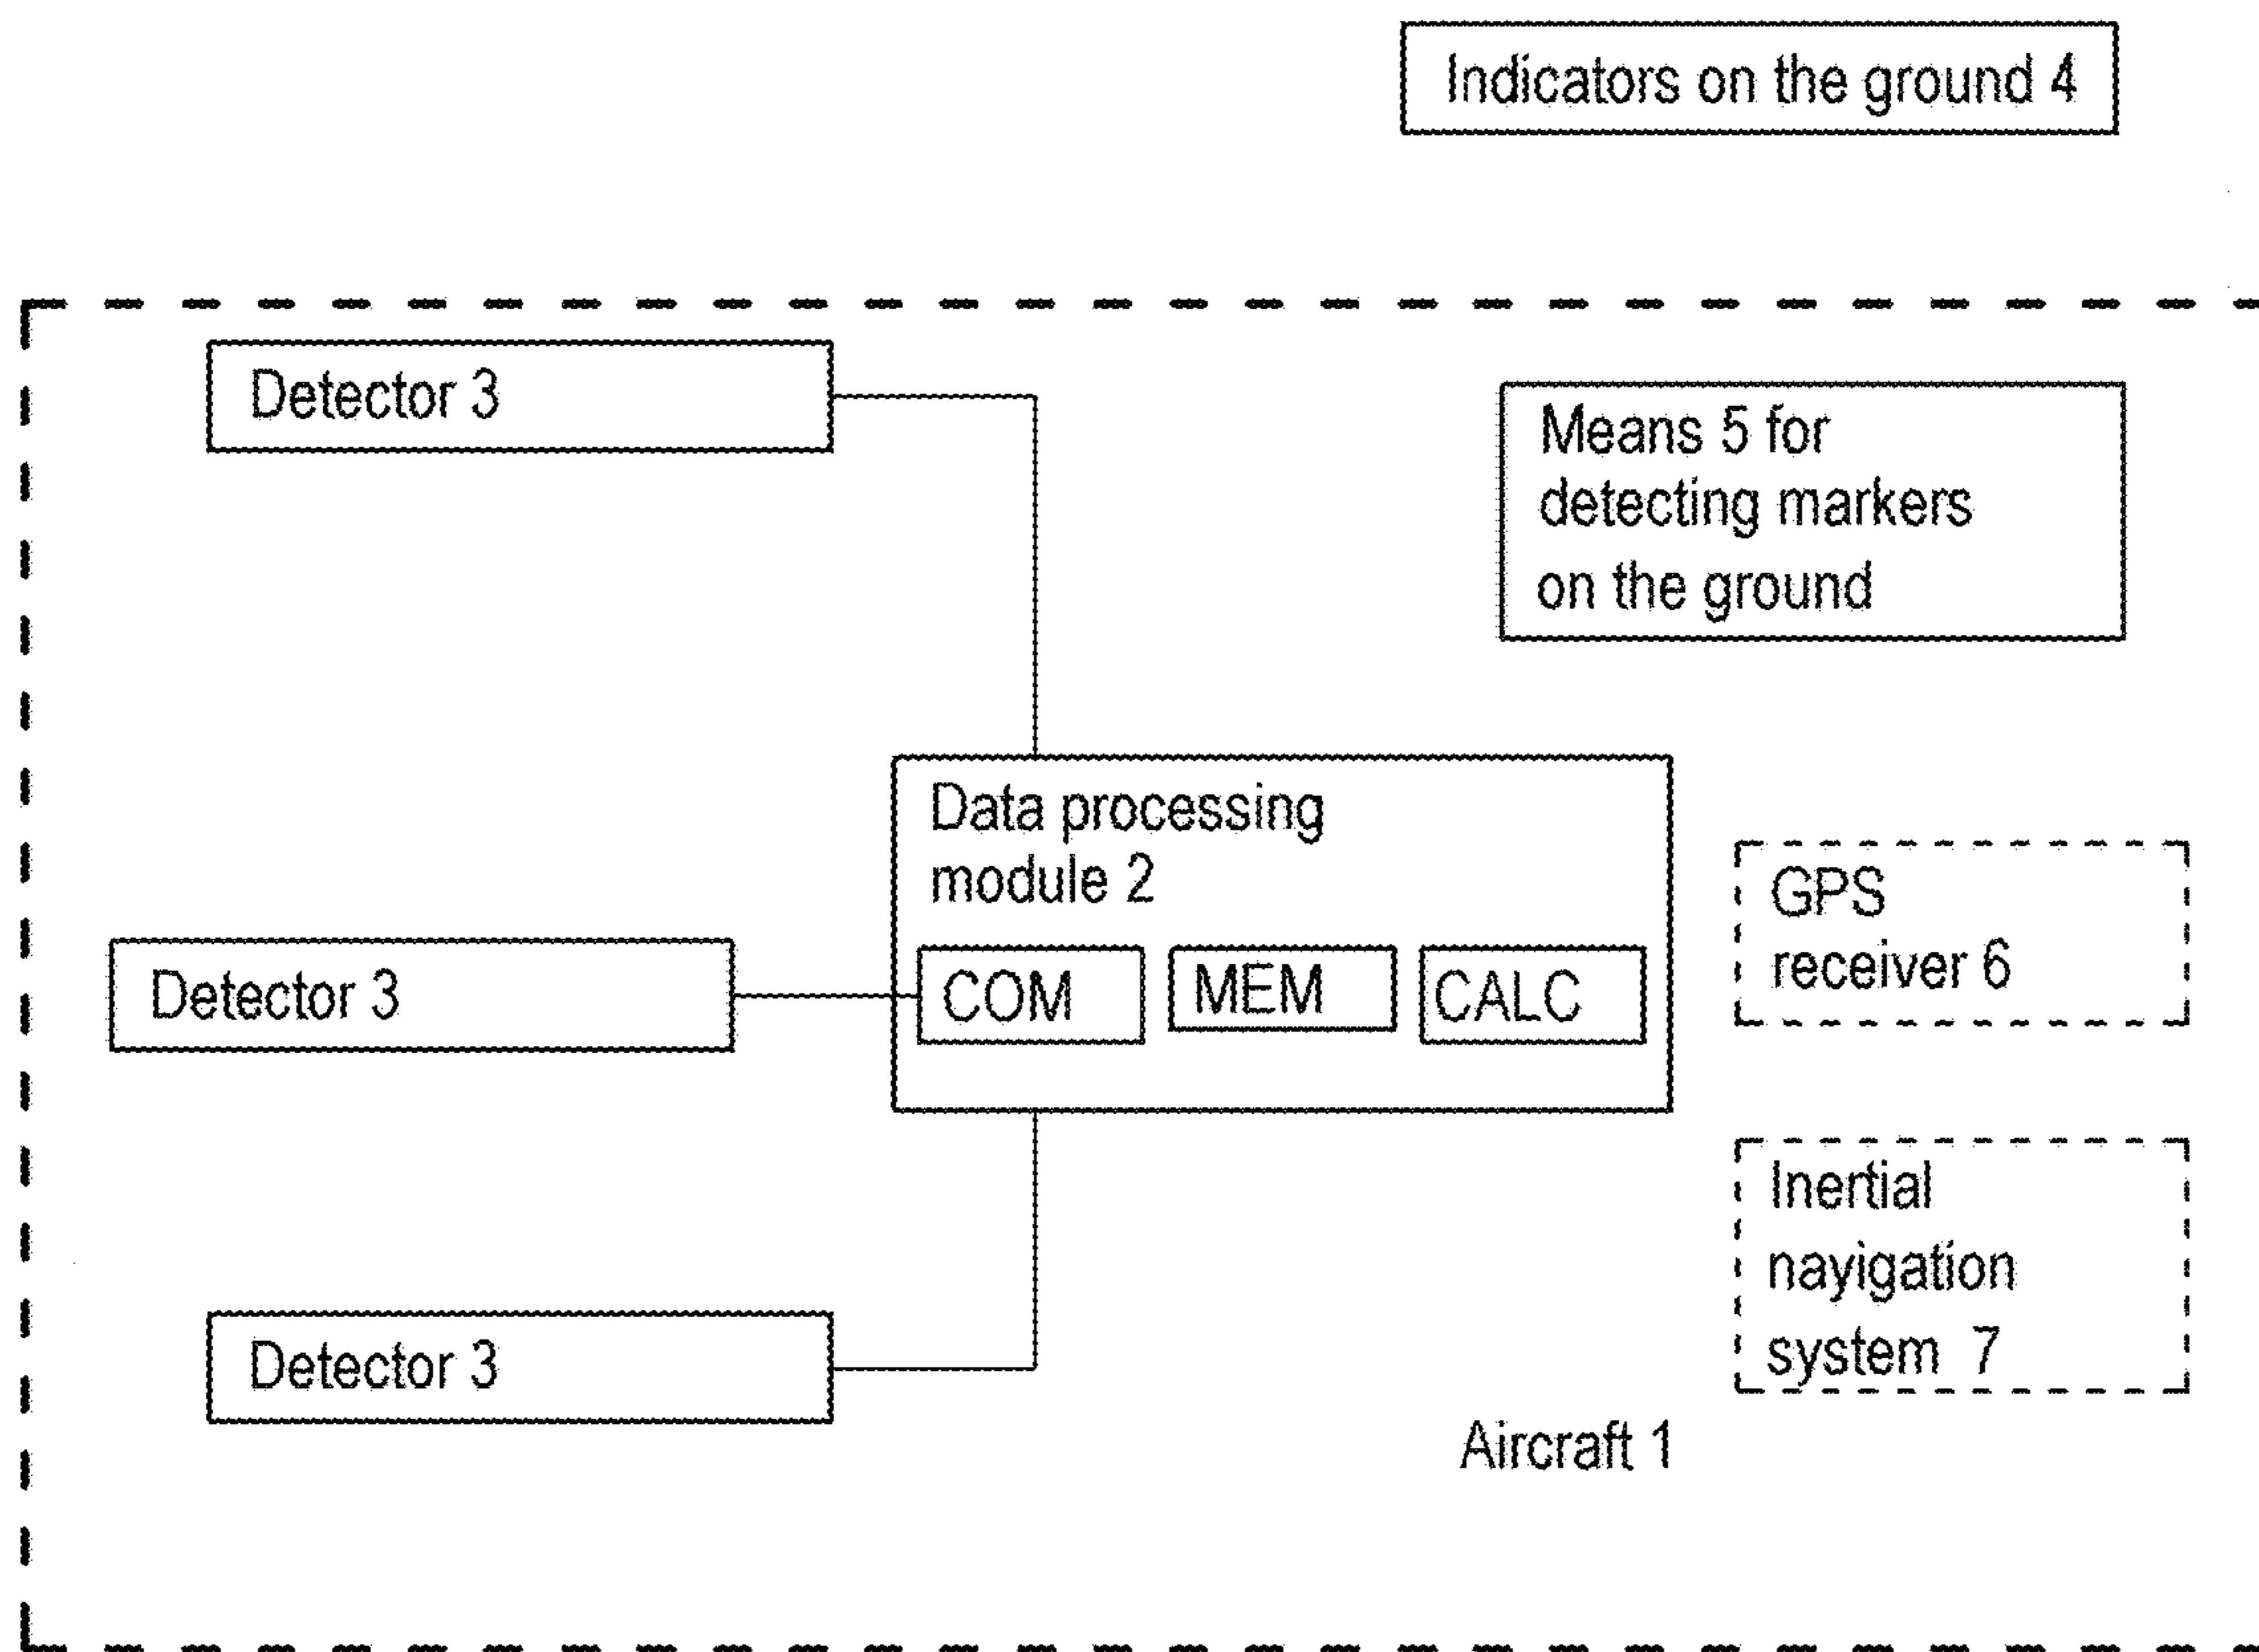 Indicators on the ground 4
Detector 3
Means 5 for
detecting markers
on the ground
Data processing
module 2
COM
MEM
CALC
GPS
receiver 6
Detector 3
Inertial
nayigation
system 7
Detector 3
Aircraft 1